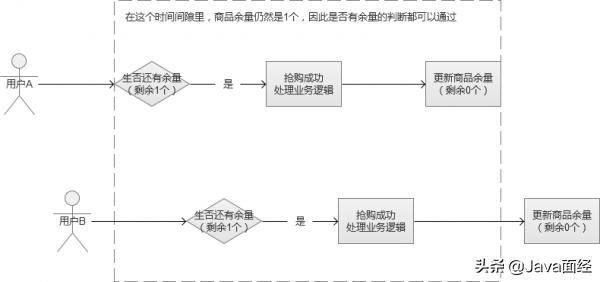 在这个时间间隙里，商品余量仍然是1个，因此是否有余量的判断都可以通过
用户A
生否还有余量
（剩余1个）
是
抢购成功
处理业务逻辑
更新商品余量
（剩余0个）
用户B
生否还有余量
（剩余1个）
是
抢购成功
处理业务逻辑
更新商品余量
（剩余0个）
头条 @Java面经